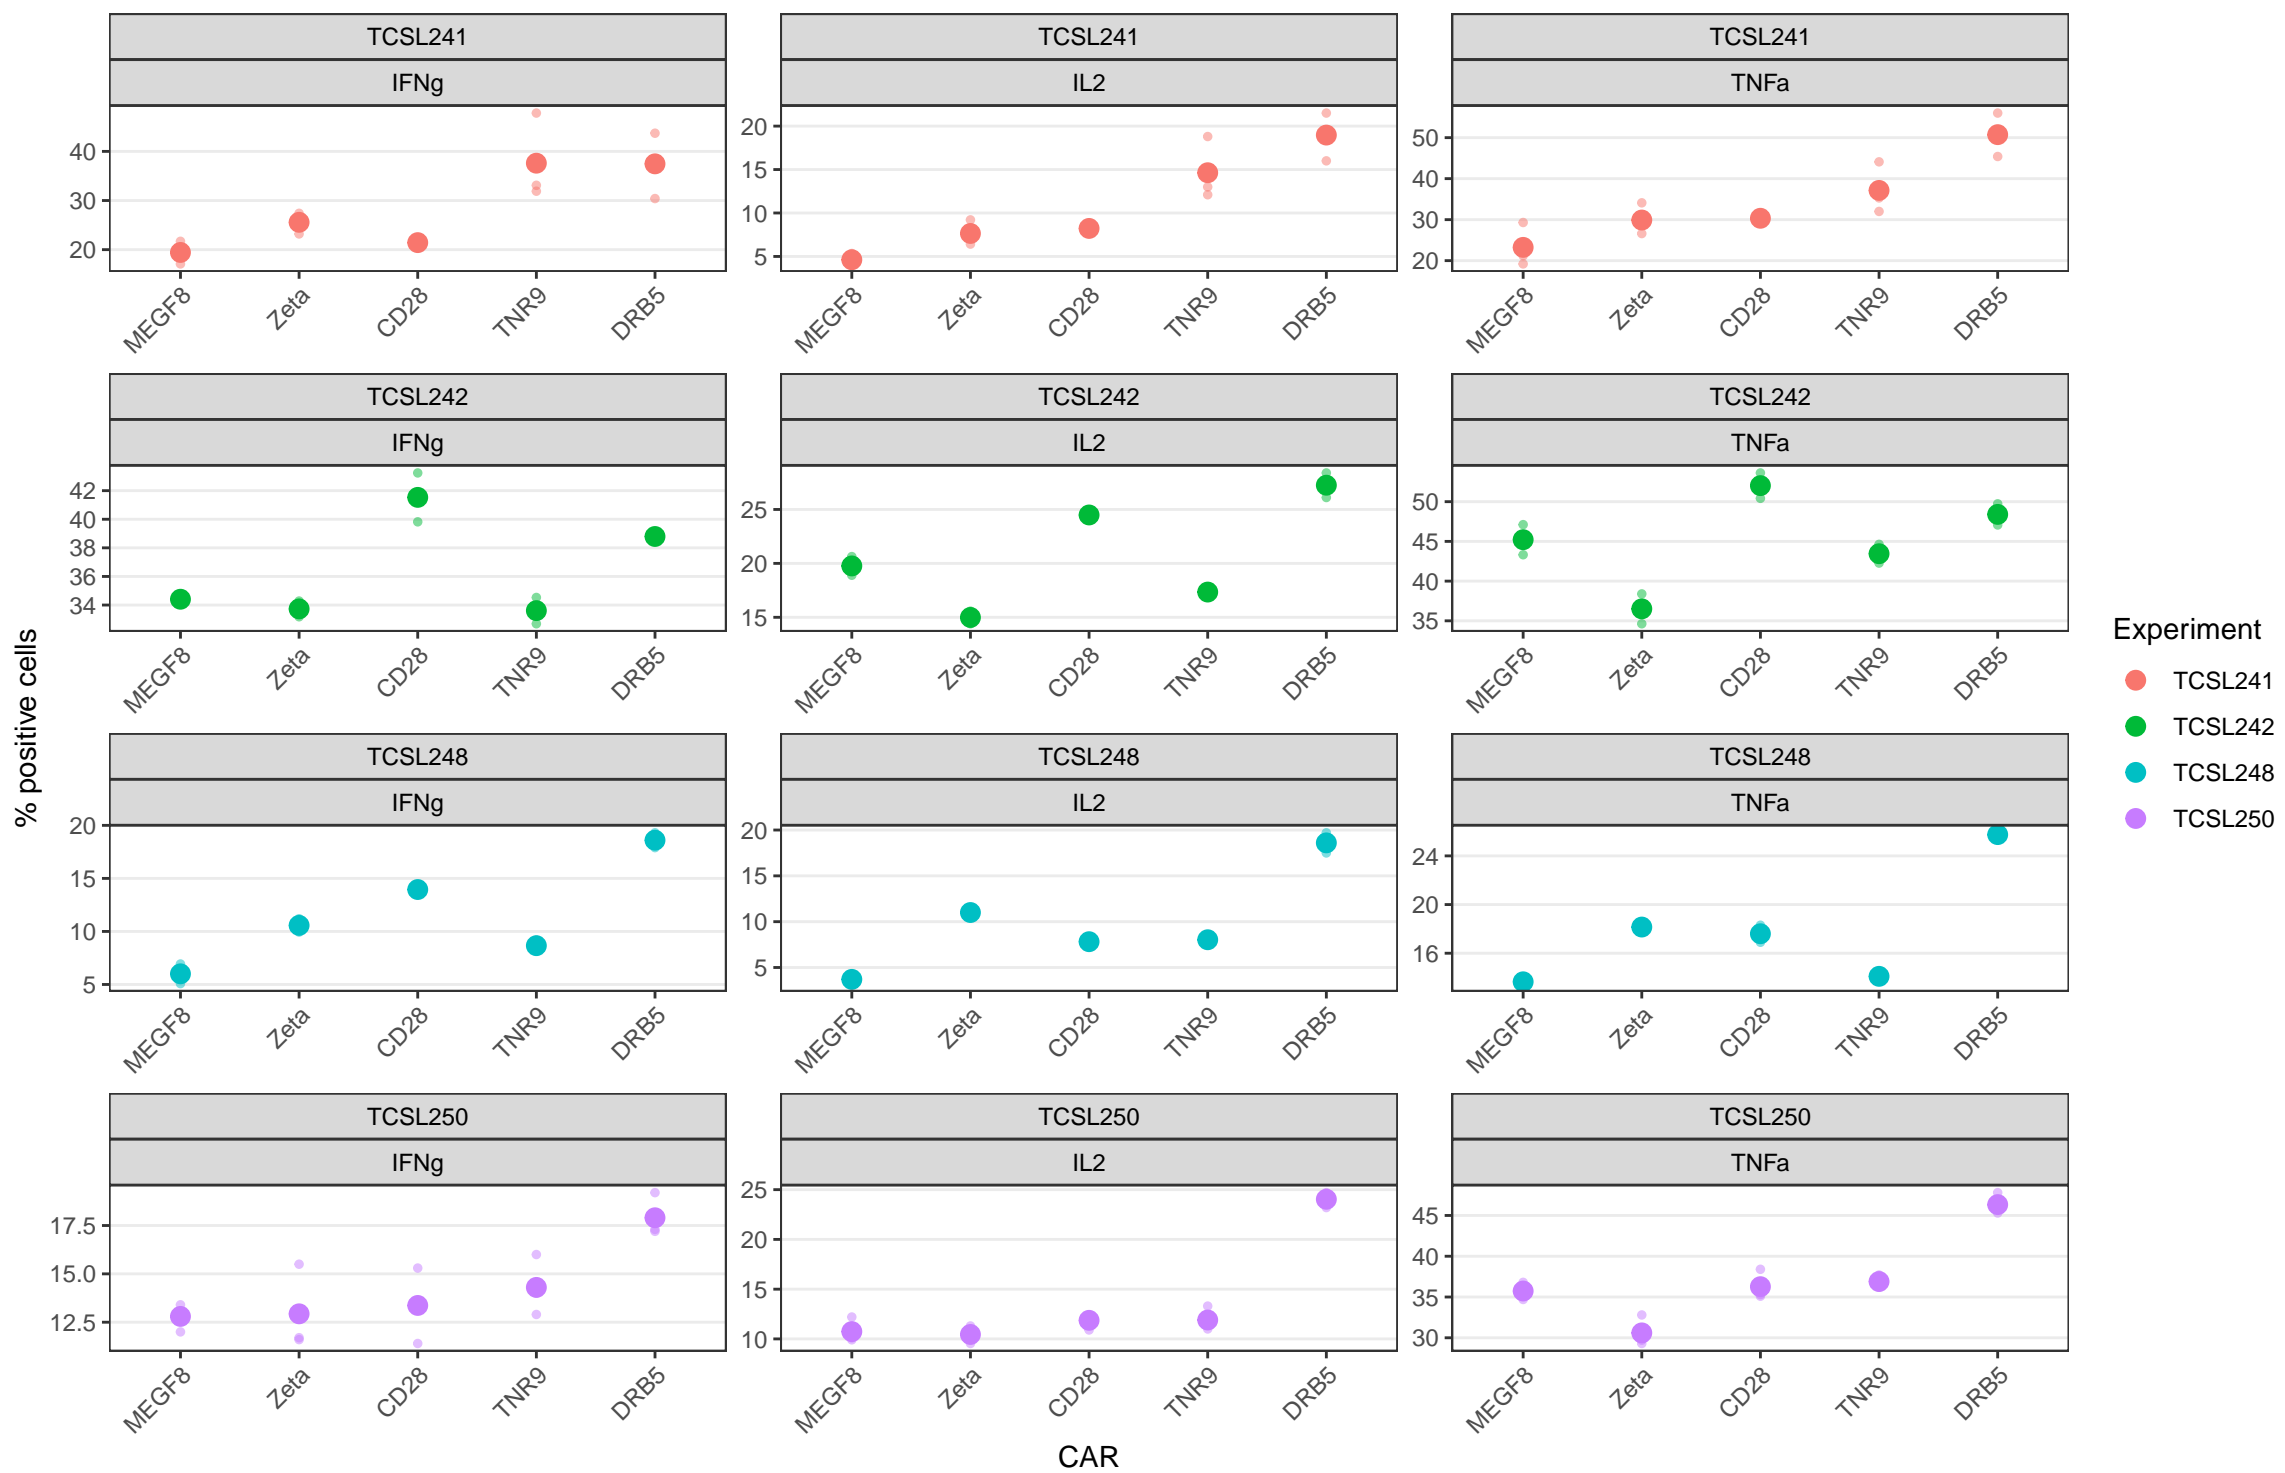 TCSL241
TCSL241
TCSL241
IFNg
IL2
TNFa
40
30
20
20
15
10
5
50
40
30
20
MEGF8
Zeta
CD28
TNR9
DRB5
MEGF8
Zeta
CD28
TNR9
DRB5
MEGF8
Zeta
CD28
TNR9
DRB5
TCSL242
TCSL242
TCSL242
IFNg
IL2
TNFa
42
40
38
36
34
25
20
15
50
45
40
35
MEGF8
Zeta
CD28
TNR9
DRB5
MEGF8
Zeta
CD28
TNR9
DRB5
MEGF8
Zeta
CD28
TNR9
DRB5
TCSL248
TCSL248
TCSL248
IFNg
IL2
TNFa
20
15
10
5
20
15
10
5
24
20
16
MEGF8
Zeta
CD28
TNR9
DRB5
MEGF8
Zeta
CD28
TNR9
DRB5
MEGF8
Zeta
CD28
TNR9
DRB5
TCSL250
TCSL250
TCSL250
IFNg
IL2
TNFa
17.5
15.0
12.5
25
20
15
10
45
40
35
30
MEGF8
Zeta
CD28
TNR9
DRB5
MEGF8
Zeta
CD28
TNR9
DRB5
MEGF8
Zeta
CD28
TNR9
DRB5
CAR
% positive cells
Experiment
TCSL241
TCSL242
TCSL248
TCSL250